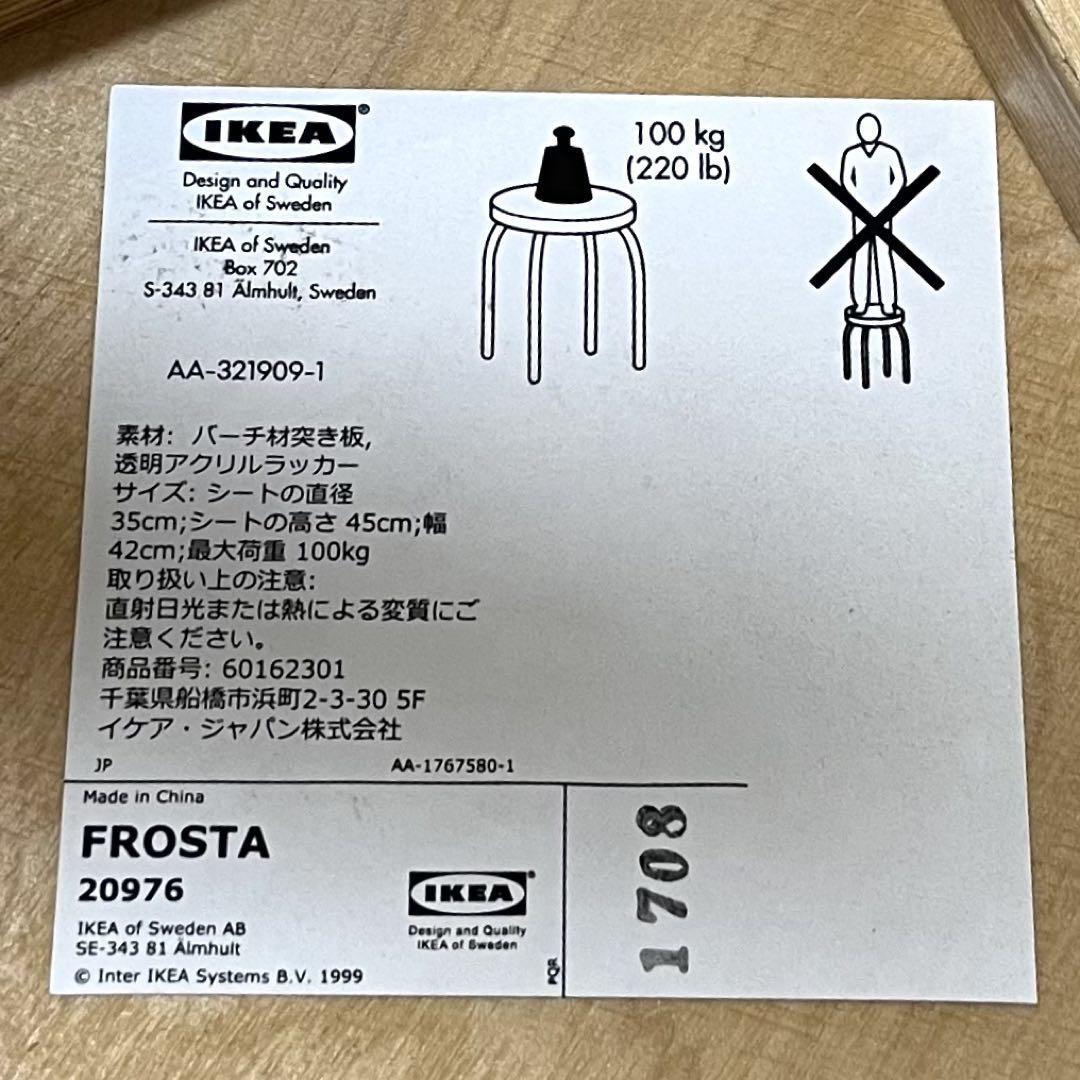 IKEA®
Design and Quality
IKEA of Sweden
IKEA of Sweden
Box 702
S-343 81 Älmhult, Sweden
AA-321909-1
100 kg
(220 lb)
素材: バーチ材突き板,
透明アクリルラッカー
サイズ: シートの直径
35cm;シートの高さ 45cm;幅
42cm;最大荷重 100kg
取り扱い上の注意:
直射日光または熱による変質にご
注意ください。
商品番号: 60162301
千葉県船橋市浜町2-3-30 5F
イケア・ジャパン株式会社
JP
AA-1767580-1
Made in China
FROSTA
20976
IKEA of Sweden AB
SE-343 81 Älmhult
© Inter IKEA Systems B.V. 1999
IKEA®
Design and Quality
IKEA of Sweden
PQR
1708